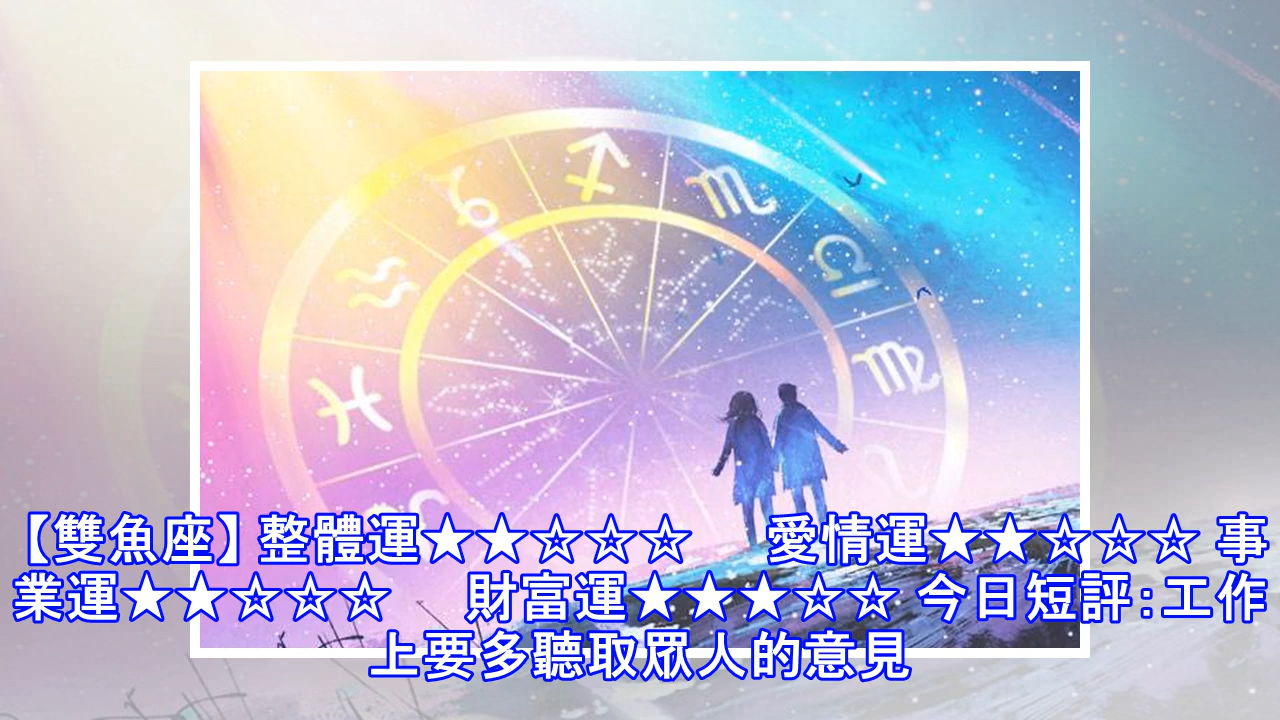 【雙魚座】整體運★★☆☆☆　愛情運★★☆☆☆ 事
業運★★☆☆☆　財富運★★★☆☆ 今日短評:工作
上要多聽取眾人的意見